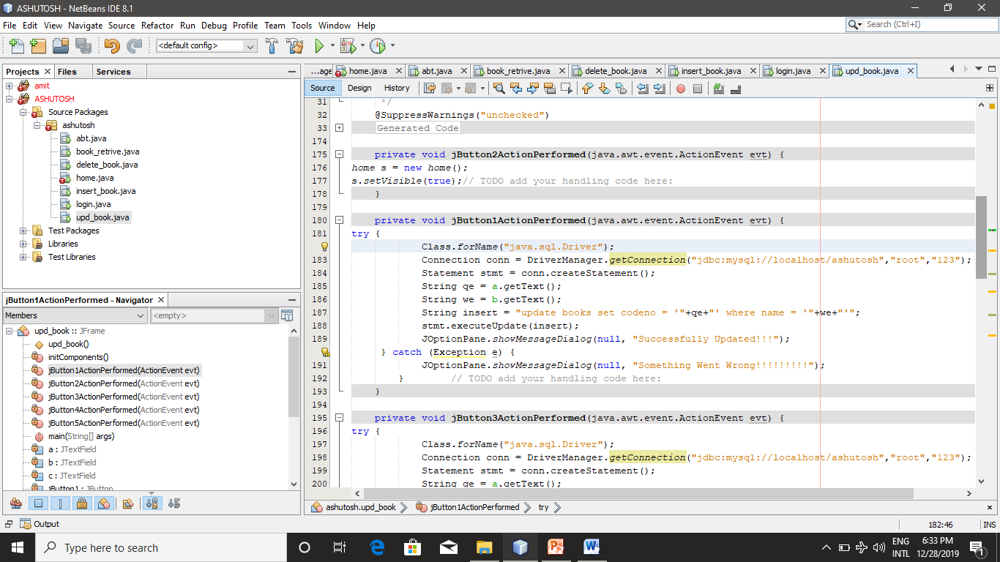 ASHUTOSH - NetBeans IDE 8.1
File Edit View Navigate Source Refactor Run Debug Profile Team Tools Window Help
Search (Ctrl+I)
<default config>
Projects Files Services
amit
ASHUTOSH
Source Packages
ashutosh
abt.java
book_retrive.java
delete_book.java
home.java
insert_book.java
login.java
upd_book.java
Test Packages
Libraries
Test Libraries
jButton1ActionPerformed - Navigator
Members <empty>
upd_book :: JFrame
upd_book()
initComponents()
jButton1ActionPerformed(ActionEvent evt)
jButton2ActionPerformed(ActionEvent evt)
jButton3ActionPerformed(ActionEvent evt)
jButton4ActionPerformed(ActionEvent evt)
jButton5ActionPerformed(ActionEvent evt)
main(String[] args)
a : JTextField
b : JTextField
c : JTextField
jButton1 : JButton
...age home.java abt.java book_retrive.java delete_book.java insert_book.java login.java upd_book.java
Source Design History
31 */
32 @SuppressWarnings("unchecked")
33 Generated Code
174
175 private void jButton2ActionPerformed(java.awt.event.ActionEvent evt) {
176 home s = new home();
177 s.setVisible(true);// TODO add your handling code here:
178 }
179
180 private void jButton1ActionPerformed(java.awt.event.ActionEvent evt) {
181 try {
Class.forName("java.sql.Driver");
183 Connection conn = DriverManager.getConnection("jdbc:mysql://localhost/ashutosh","root","123");
184 Statement stmt = conn.createStatement();
185 String qe = a.getText();
186 String we = b.getText();
187 String insert = "update books set codeno = '"+qe+"' where name = '"+we+"'";
188 stmt.executeUpdate(insert);
189 JOptionPane.showMessageDialog(null, "Successfully Updated!!!");
} catch (Exception e) {
191 JOptionPane.showMessageDialog(null, "Something Went Wrong!!!!!!!!!");
192 } // TODO add your handling code here:
193 }
194
195 private void jButton3ActionPerformed(java.awt.event.ActionEvent evt) {
196 try {
197 Class.forName("java.sql.Driver");
198 Connection conn = DriverManager.getConnection("jdbc:mysql://localhost/ashutosh","root","123");
199 Statement stmt = conn.createStatement();
200 String qe = a.getText();
ashutosh.upd_book jButton1ActionPerformed try
Output
182:46 INS
Type here to search
ENG
INTL
6:33 PM
12/28/2019
1